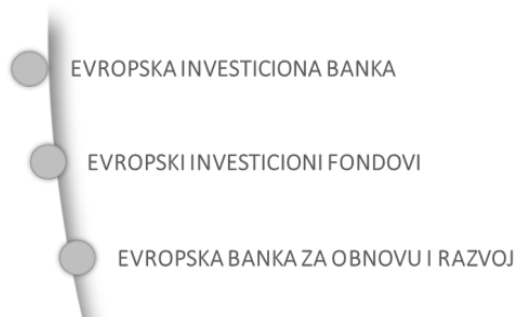 EVROPSKA INVESTICIONA BANKA
EVROPSKI INVESTICIONI FONDOVI
EVROPSKA BANKA ZA OBNOVU I RAZVOJ